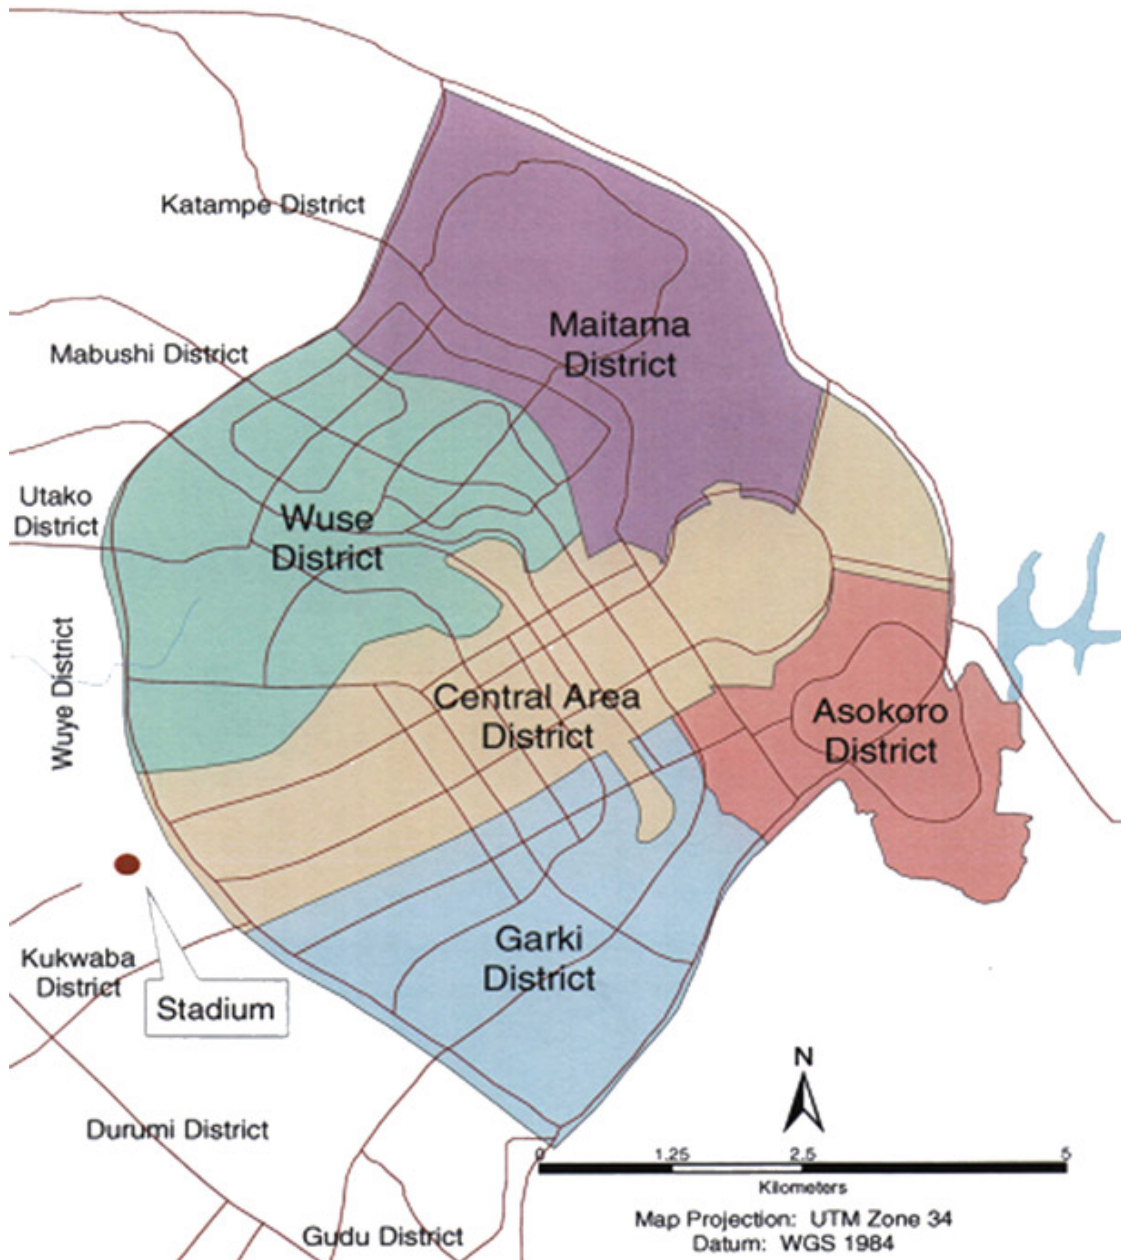 Katampe District
Maitama
District
Mabushi District
Utako
District
Wuse
District
Wuye District
Central Area
District
Asokoro
District
Garki
District
Kukwaba
District
Stadium
N
Durumi District
0 1.25 2.5 5
Kilometers
Gudu District
Map Projection: UTM Zone 34
Datum: WGS 1984